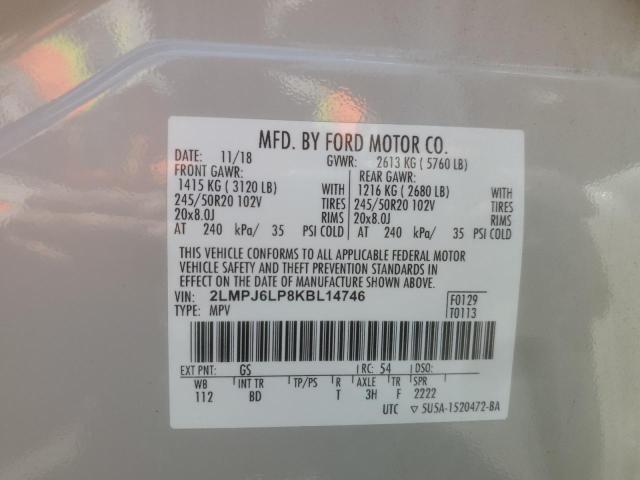 MFD. BY FORD MOTOR CO.
DATE: 11/18 GVWR: 2613 KG ( 5760 LB)
FRONT GAWR: REAR GAWR:
1415 KG ( 3120 LB) WITH 1216 KG ( 2680 LB) WITH
245/50R20 102V TIRES 245/50R20 102V TIRES
20x8.0J RIMS 20x8.0J RIMS
AT 240 kPa/ 35 PSI COLD AT 240 kPa/ 35 PSI COLD
THIS VEHICLE CONFORMS TO ALL APPLICABLE FEDERAL MOTOR
VEHICLE SAFETY AND THEFT PREVENTION STANDARDS IN
EFFECT ON THE DATE OF MANUFACTURE SHOWN ABOVE.
VIN: 2LMPJ6LP8KBL14746 F0129
TYPE: MPV T0113
EXT PNT: GS RC: 54 DSO:
WB INT TR TP/PS R AXLE TR SPR
112 BD T 3H F 2222
UTC ▽ 5U5A-1520472-BA